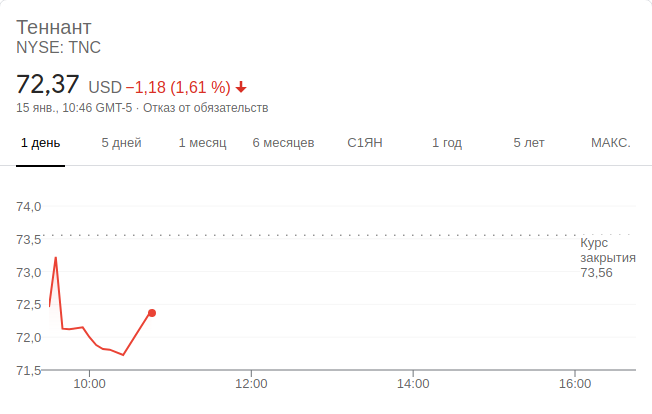 Теннант
NYSE: TNC
72,37 USD −1,18 (1,61 %)
15 янв., 10:46 GMT-5 · Отказ от обязательств
1 день 5 дней 1 месяц 6 месяцев С1ЯН 1 год 5 лет МАКС.
74,0
73,5
73,0
72,5
72,0
71,5
Курс
закрытия
73,56
10:00 12:00 14:00 16:00